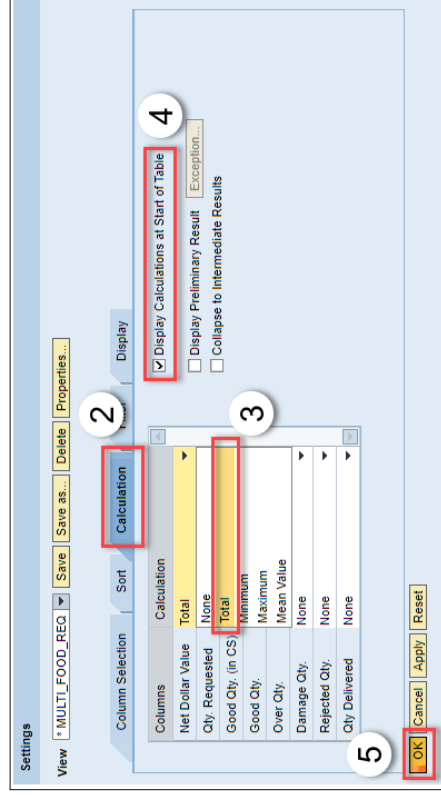 Settings
View * MULTI_FOOD_REQ Save Save as... Delete Properties...
2
Column Selection Sort Calculation Display
Columns Calculation
Net Dollar Value Total
Qty. Requested None
Good Qty. (in CS) Total
Good Qty. Minimum
Maximum
Over Qty. Mean Value
Damage Qty. None
Rejected Qty. None
Qty Delivered None
3
4
Display Calculations at Start of Table
Display Preliminary Result Exception...
Collapse to Intermediate Results
5
OK Cancel Apply Reset